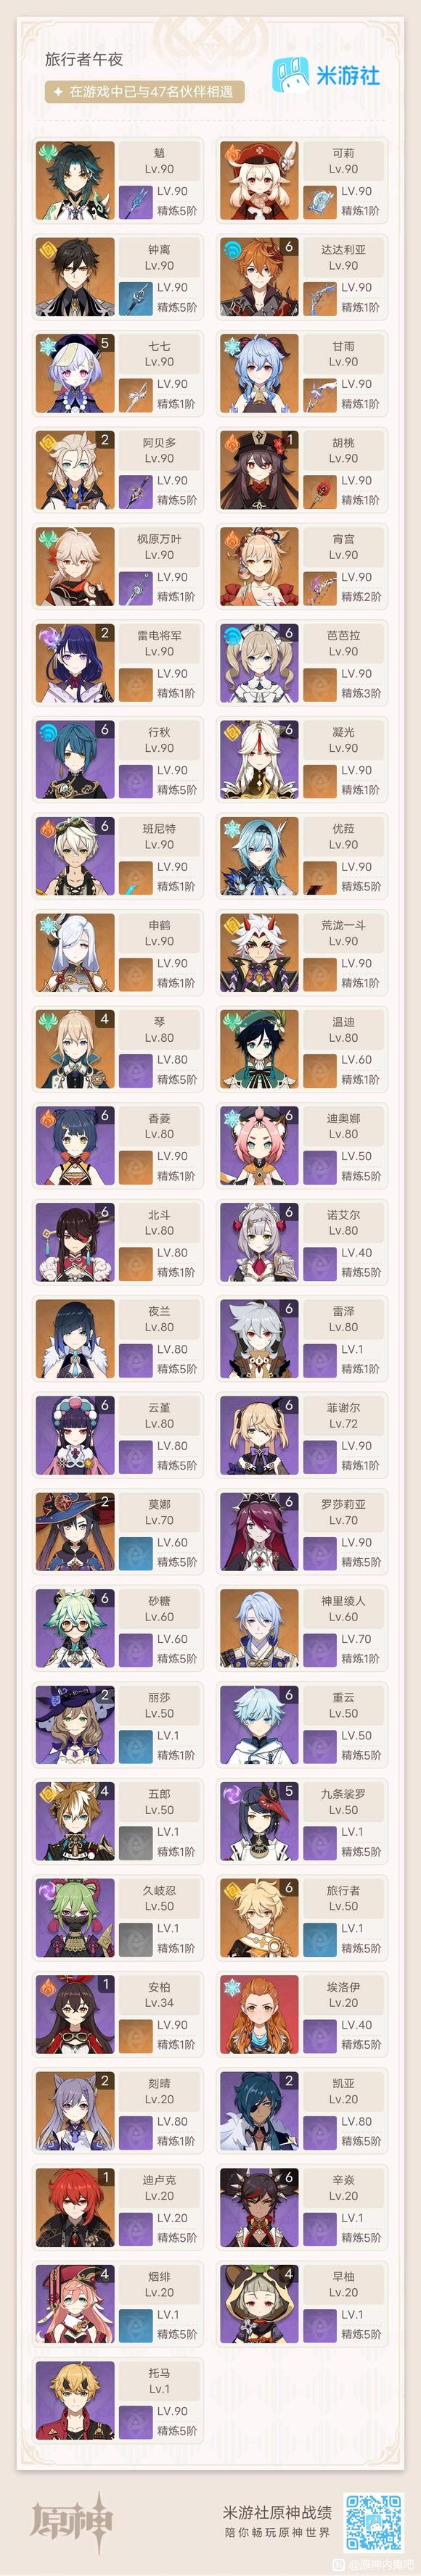 旅行者午夜
在游戏中已与47名伙伴相遇
米游社
魈
Lv.90
LV.90
精炼5阶
可莉
Lv.90
LV.90
精炼1阶
钟离
Lv.90
LV.90
精炼5阶
6
达达利亚
Lv.90
LV.90
精炼1阶
5
七七
Lv.90
LV.90
精炼1阶
甘雨
Lv.90
LV.90
精炼1阶
2
阿贝多
Lv.90
LV.90
精炼5阶
1
胡桃
Lv.90
LV.90
精炼1阶
枫原万叶
Lv.90
LV.90
精炼1阶
宵宫
Lv.90
LV.90
精炼2阶
2
雷电将军
Lv.90
LV.90
精炼1阶
6
芭芭拉
Lv.90
LV.90
精炼3阶
6
行秋
Lv.90
LV.90
精炼5阶
6
凝光
Lv.90
LV.90
精炼1阶
6
班尼特
Lv.90
LV.90
精炼1阶
优菈
Lv.90
LV.90
精炼5阶
申鹤
Lv.90
LV.90
精炼1阶
荒泷一斗
Lv.90
LV.90
精炼1阶
4
琴
Lv.80
LV.80
精炼5阶
温迪
Lv.80
LV.60
精炼1阶
6
香菱
Lv.80
LV.90
精炼1阶
6
迪奥娜
Lv.80
LV.50
精炼5阶
6
北斗
Lv.80
LV.80
精炼1阶
6
诺艾尔
Lv.80
LV.40
精炼5阶
夜兰
Lv.80
LV.80
精炼5阶
6
雷泽
Lv.80
LV.1
精炼1阶
6
云堇
Lv.80
LV.80
精炼5阶
6
菲谢尔
Lv.72
LV.90
精炼1阶
2
莫娜
Lv.70
LV.60
精炼5阶
6
罗莎莉亚
Lv.70
LV.90
精炼5阶
6
砂糖
Lv.60
LV.60
精炼5阶
神里绫人
Lv.60
LV.70
精炼1阶
2
丽莎
Lv.50
LV.1
精炼1阶
6
重云
Lv.50
LV.50
精炼5阶
4
五郎
Lv.50
LV.1
精炼1阶
5
九条裟罗
Lv.50
LV.1
精炼5阶
久岐忍
Lv.50
LV.1
精炼1阶
6
旅行者
Lv.50
LV.1
精炼5阶
1
安柏
Lv.34
LV.90
精炼1阶
埃洛伊
Lv.20
LV.40
精炼5阶
2
刻晴
Lv.20
LV.80
精炼1阶
2
凯亚
Lv.20
LV.80
精炼5阶
1
迪卢克
Lv.20
LV.20
精炼5阶
6
辛焱
Lv.20
LV.1
精炼5阶
4
烟绯
Lv.20
LV.1
精炼5阶
4
早柚
Lv.20
LV.1
精炼5阶
托马
Lv.1
LV.90
精炼5阶
原神
米游社原神战绩
陪你畅玩原神世界
@原神内鬼吧